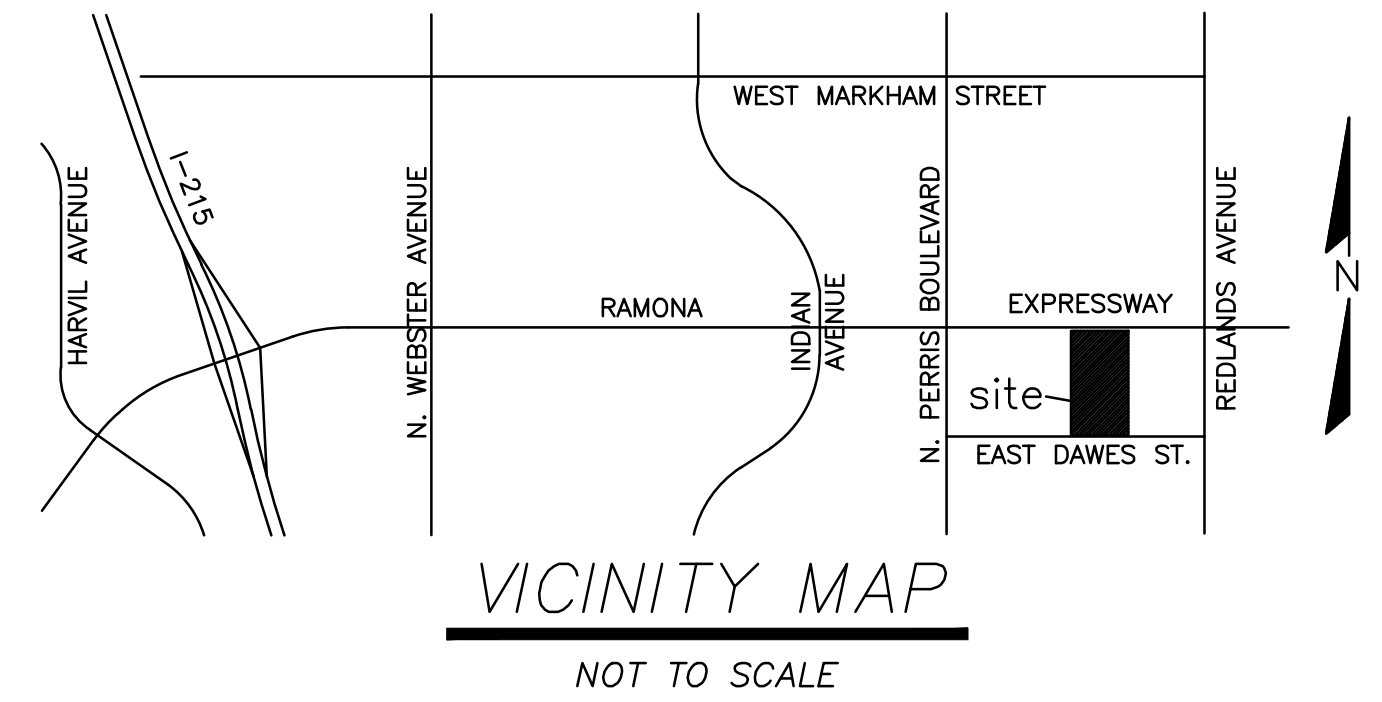 WEST MARKHAM STREET
I-215
HARVIL AVENUE
N. WEBSTER AVENUE
RAMONA EXPRESSWAY
INDIAN
AVENUE
N. PERRIS BOULEVARD
REDLANDS AVENUE
N
site
EAST DAWES ST.
VICINITY MAP
NOT TO SCALE